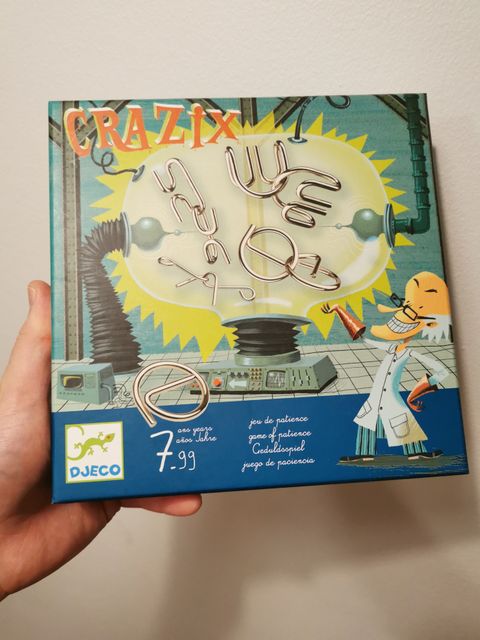 CRAZIX
7-99
ans years
años Jahre
jeu de patience
game of patience
Geduldsspiel
juego de paciencia
DJECO